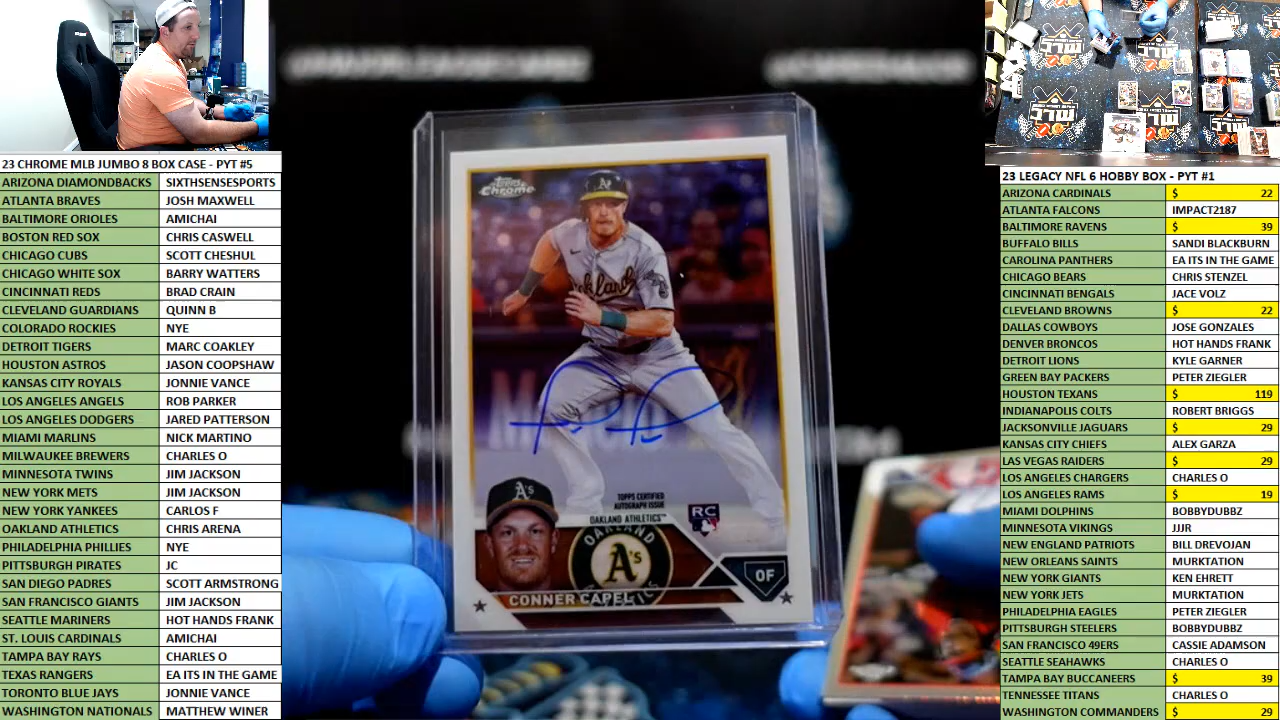 23 CHROME MLB JUMBO 8 BOX CASE - PYT #5
ARIZONA DIAMONDBACKS SIXTHSENSESPORTS
ATLANTA BRAVES JOSH MAXWELL
BALTIMORE ORIOLES AMICHAI
BOSTON RED SOX CHRIS CASWELL
CHICAGO CUBS SCOTT CHESHUL
CHICAGO WHITE SOX BARRY WATTERS
CINCINNATI REDS BRAD CRAIN
CLEVELAND GUARDIANS QUINN B
COLORADO ROCKIES NYE
DETROIT TIGERS MARC COAKLEY
HOUSTON ASTROS JASON COOPSHAW
KANSAS CITY ROYALS JONNIE VANCE
LOS ANGELES ANGELS ROB PARKER
LOS ANGELES DODGERS JARED PATTERSON
MIAMI MARLINS NICK MARTINO
MILWAUKEE BREWERS CHARLES O
MINNESOTA TWINS JIM JACKSON
NEW YORK METS JIM JACKSON
NEW YORK YANKEES CARLOS F
OAKLAND ATHLETICS CHRIS ARENA
PHILADELPHIA PHILLIES NYE
PITTSBURGH PIRATES JC
SAN DIEGO PADRES SCOTT ARMSTRONG
SAN FRANCISCO GIANTS JIM JACKSON
SEATTLE MARINERS HOT HANDS FRANK
ST. LOUIS CARDINALS AMICHAI
TAMPA BAY RAYS CHARLES O
TEXAS RANGERS EA ITS IN THE GAME
TORONTO BLUE JAYS JONNIE VANCE
WASHINGTON NATIONALS MATTHEW WINER
Topps
Chrome
A's
Oakland
TOPPS CERTIFIED
AUTOGRAPH ISSUE
OAKLAND ATHLETICS™
RC
A's
OAKLAND
A's
OF
CONNER CAPEL
MLC
23 LEGACY NFL 6 HOBBY BOX - PYT #1
ARIZONA CARDINALS $ 22
ATLANTA FALCONS IMPACT2187
BALTIMORE RAVENS $ 39
BUFFALO BILLS SANDI BLACKBURN
CAROLINA PANTHERS EA ITS IN THE GAME
CHICAGO BEARS CHRIS STENZEL
CINCINNATI BENGALS JACE VOLZ
CLEVELAND BROWNS $ 22
DALLAS COWBOYS JOSE GONZALES
DENVER BRONCOS HOT HANDS FRANK
DETROIT LIONS KYLE GARNER
GREEN BAY PACKERS PETER ZIEGLER
HOUSTON TEXANS $ 119
INDIANAPOLIS COLTS ROBERT BRIGGS
JACKSONVILLE JAGUARS $ 29
KANSAS CITY CHIEFS ALEX GARZA
LAS VEGAS RAIDERS $ 29
LOS ANGELES CHARGERS CHARLES O
LOS ANGELES RAMS $ 19
MIAMI DOLPHINS BOBBYDUBBZ
MINNESOTA VIKINGS JJJR
NEW ENGLAND PATRIOTS BILL DREVOJAN
NEW ORLEANS SAINTS MURKTATION
NEW YORK GIANTS KEN EHRETT
NEW YORK JETS MURKTATION
PHILADELPHIA EAGLES PETER ZIEGLER
PITTSBURGH STEELERS BOBBYDUBBZ
SAN FRANCISCO 49ERS CASSIE ADAMSON
SEATTLE SEAHAWKS CHARLES O
TAMPA BAY BUCCANEERS $ 39
TENNESSEE TITANS CHARLES O
WASHINGTON COMMANDERS $ 29